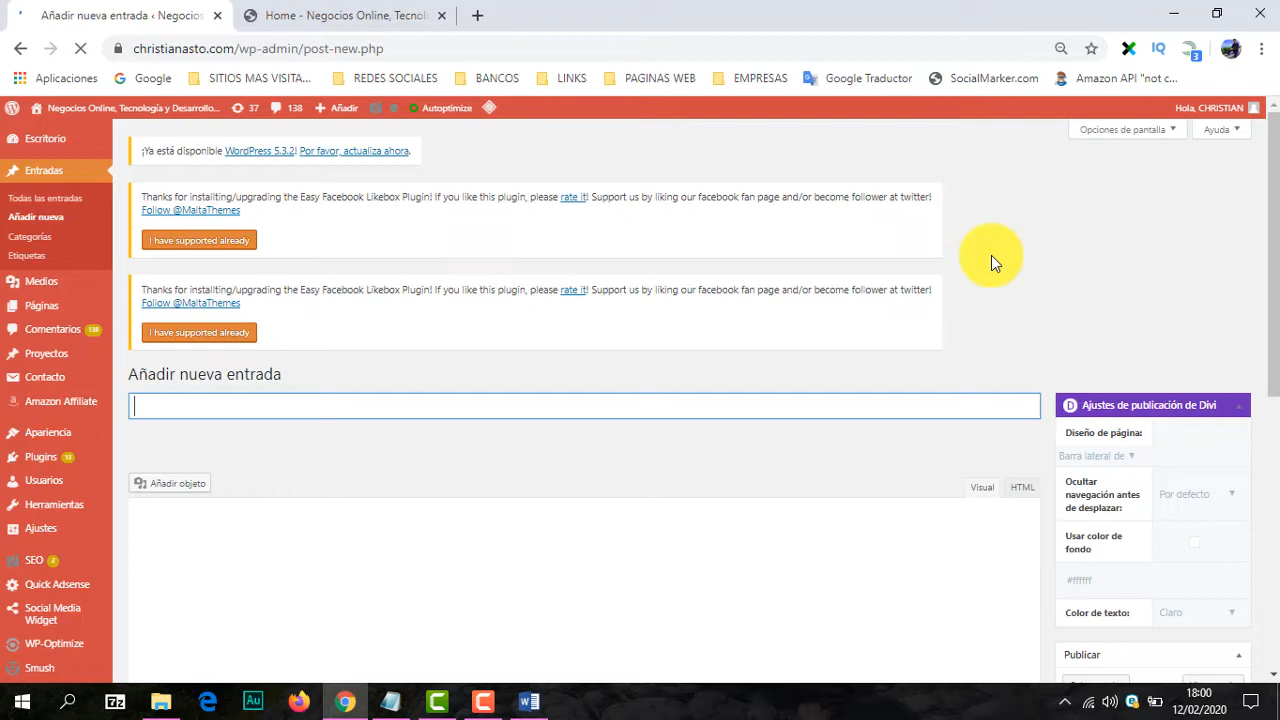 Añadir nueva entrada ‹ Negocios
Home - Negocios Online, Tecnol
christianasto.com/wp-admin/post-new.php
IQ
3
Aplicaciones
Google
SITIOS MAS VISITA...
REDES SOCIALES
BANCOS
LINKS
PAGINAS WEB
EMPRESAS
Google Traductor
SocialMarker.com
Amazon API "not c...
Negocios Online, Tecnología y Desarrollo...
37
138
Añadir
Autoptimize
Hola, CHRISTIAN
Opciones de pantalla
Ayuda
Escritorio
Entradas
Todas las entradas
Añadir nueva
Categorías
Etiquetas
Medios
Páginas
Comentarios 138
Proyectos
Contacto
Amazon Affiliate
Apariencia
Plugins
Usuarios
Herramientas
Ajustes
SEO 2
Quick Adsense
Social Media
Widget
WP-Optimize
Smush
¡Ya está disponible WordPress 5.3.2! Por favor, actualiza ahora.
Thanks for installting/upgrading the Easy Facebook Likebox Plugin! If you like this plugin, please rate it! Support us by liking our facebook fan page and/or become follower at twitter!
Follow @MaltaThemes
I have supported already
Thanks for installting/upgrading the Easy Facebook Likebox Plugin! If you like this plugin, please rate it! Support us by liking our facebook fan page and/or become follower at twitter!
Follow @MaltaThemes
I have supported already
Añadir nueva entrada
Añadir objeto
Visual
HTML
D Ajustes de publicación de Divi
Diseño de página:
Barra lateral de
Ocultar
navegación antes
de desplazar:
Por defecto
Usar color de
fondo
#ffffff
Color de texto:
Claro
Publicar
7z
Au
18:00
12/02/2020